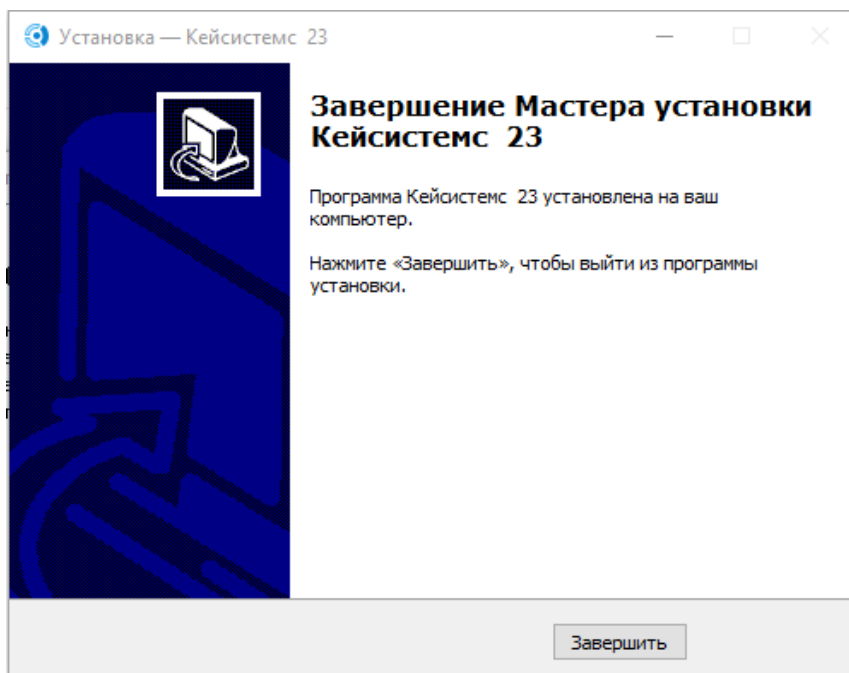 Установка — Кейсистемс 23
Завершение Мастера установки
Кейсистемс 23
Программа Кейсистемс 23 установлена на ваш
компьютер.
Нажмите «Завершить», чтобы выйти из программы
установки.
Завершить